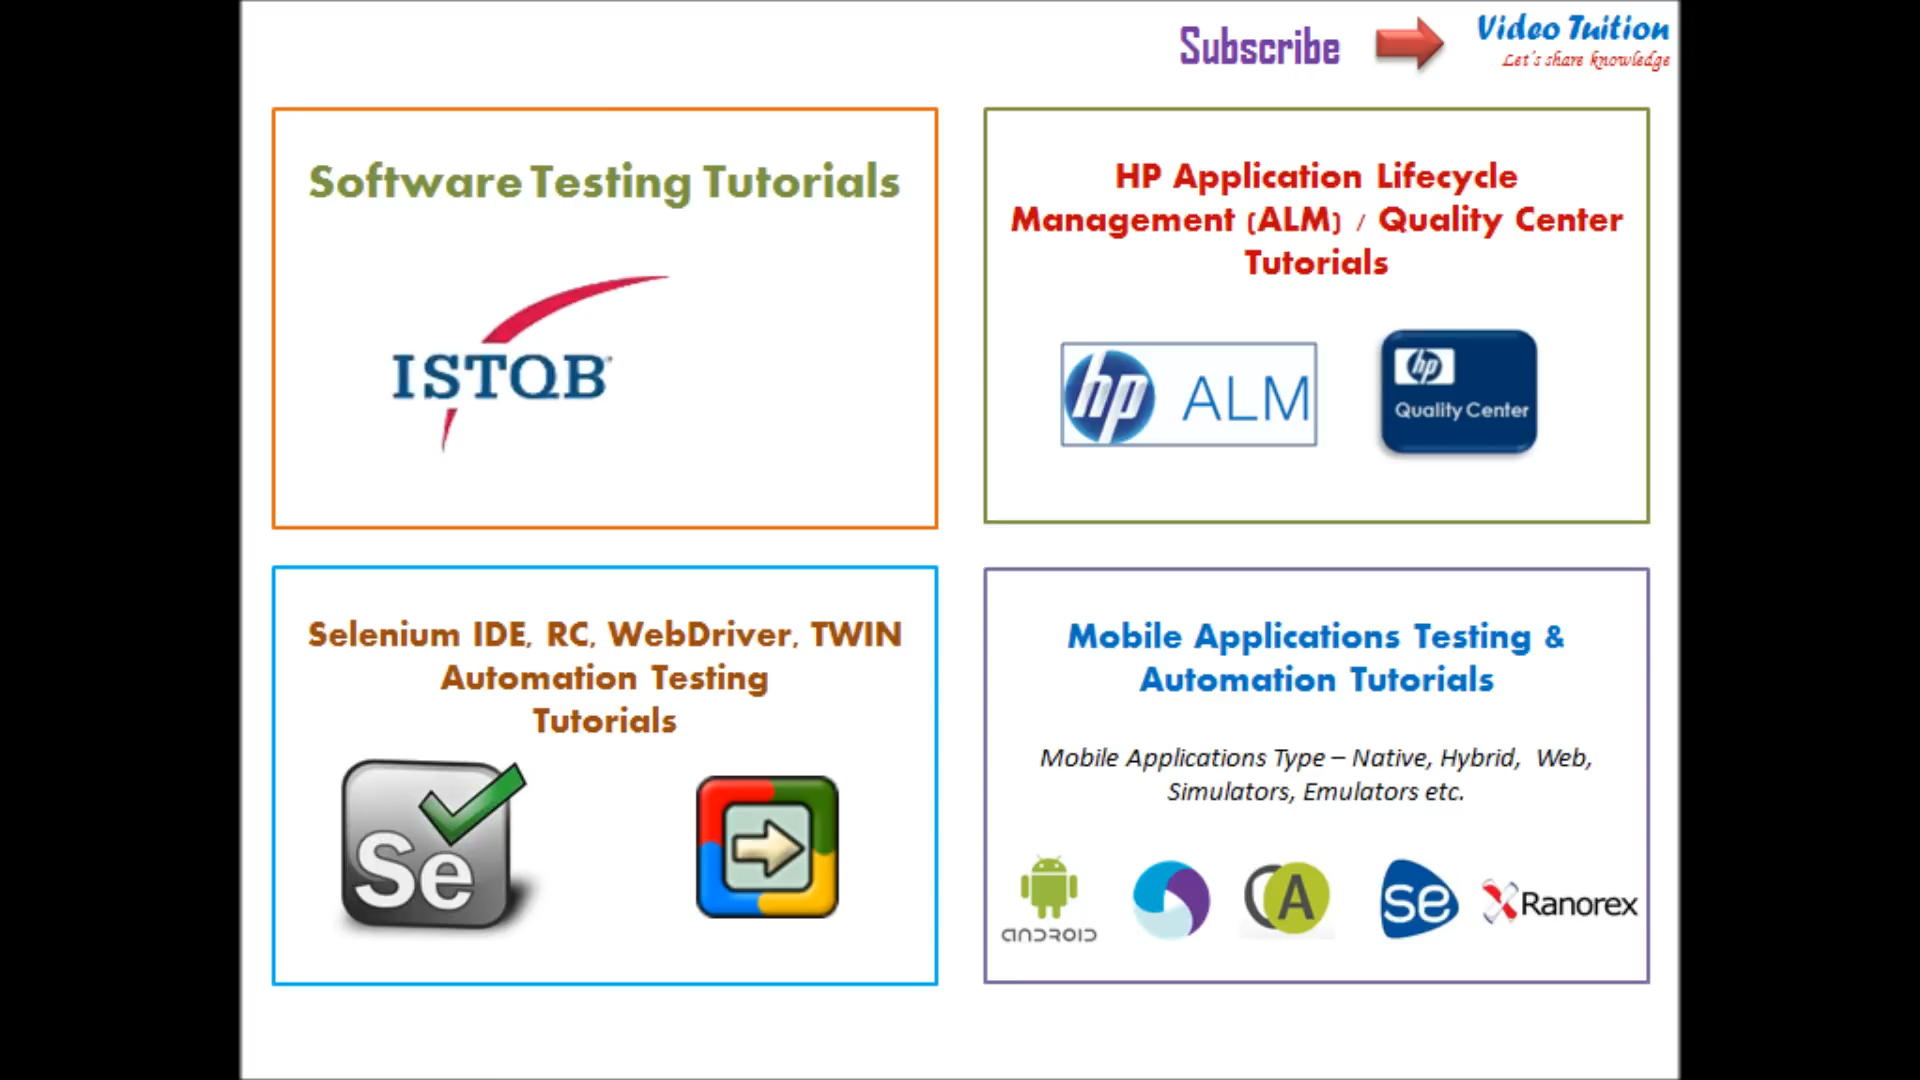 Subscribe
Video Tuition
Let's share knowledge
Software Testing Tutorials
ISTQB
HP Application Lifecycle
Management (ALM) / Quality Center
Tutorials
hp ALM
hp
Quality Center
Selenium IDE, RC, WebDriver, TWIN
Automation Testing
Tutorials
Se
Mobile Applications Testing &
Automation Tutorials
Mobile Applications Type – Native, Hybrid, Web,
Simulators, Emulators etc.
ANDROID
CA
se
Ranorex